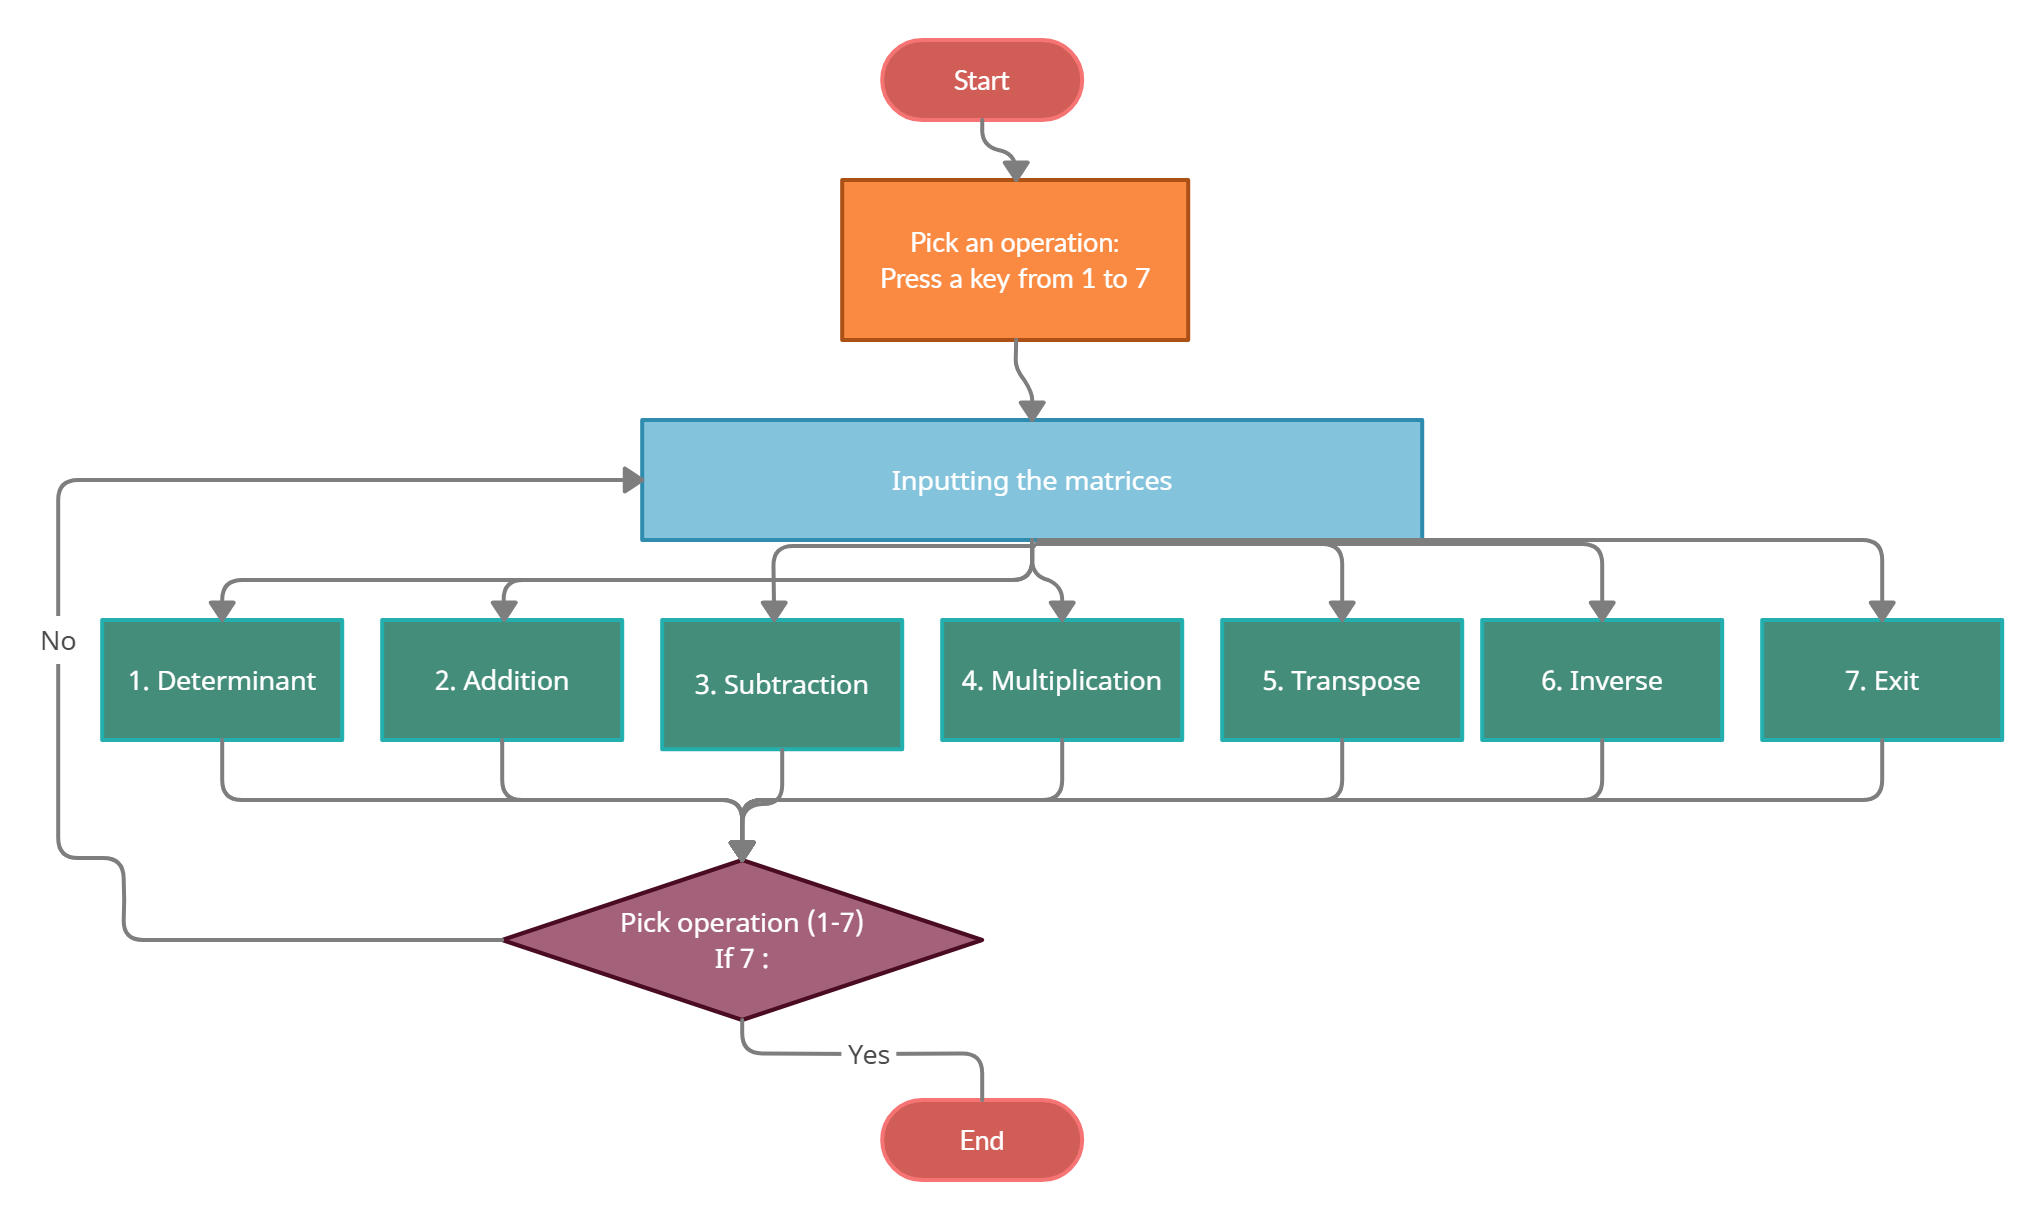 Start
Pick an operation:
Press a key from 1 to 7
Inputting the matrices
No
1. Determinant
2. Addition
3. Subtraction
4. Multiplication
5. Transpose
6. Inverse
7. Exit
Pick operation (1-7)
If 7 :
Yes
End